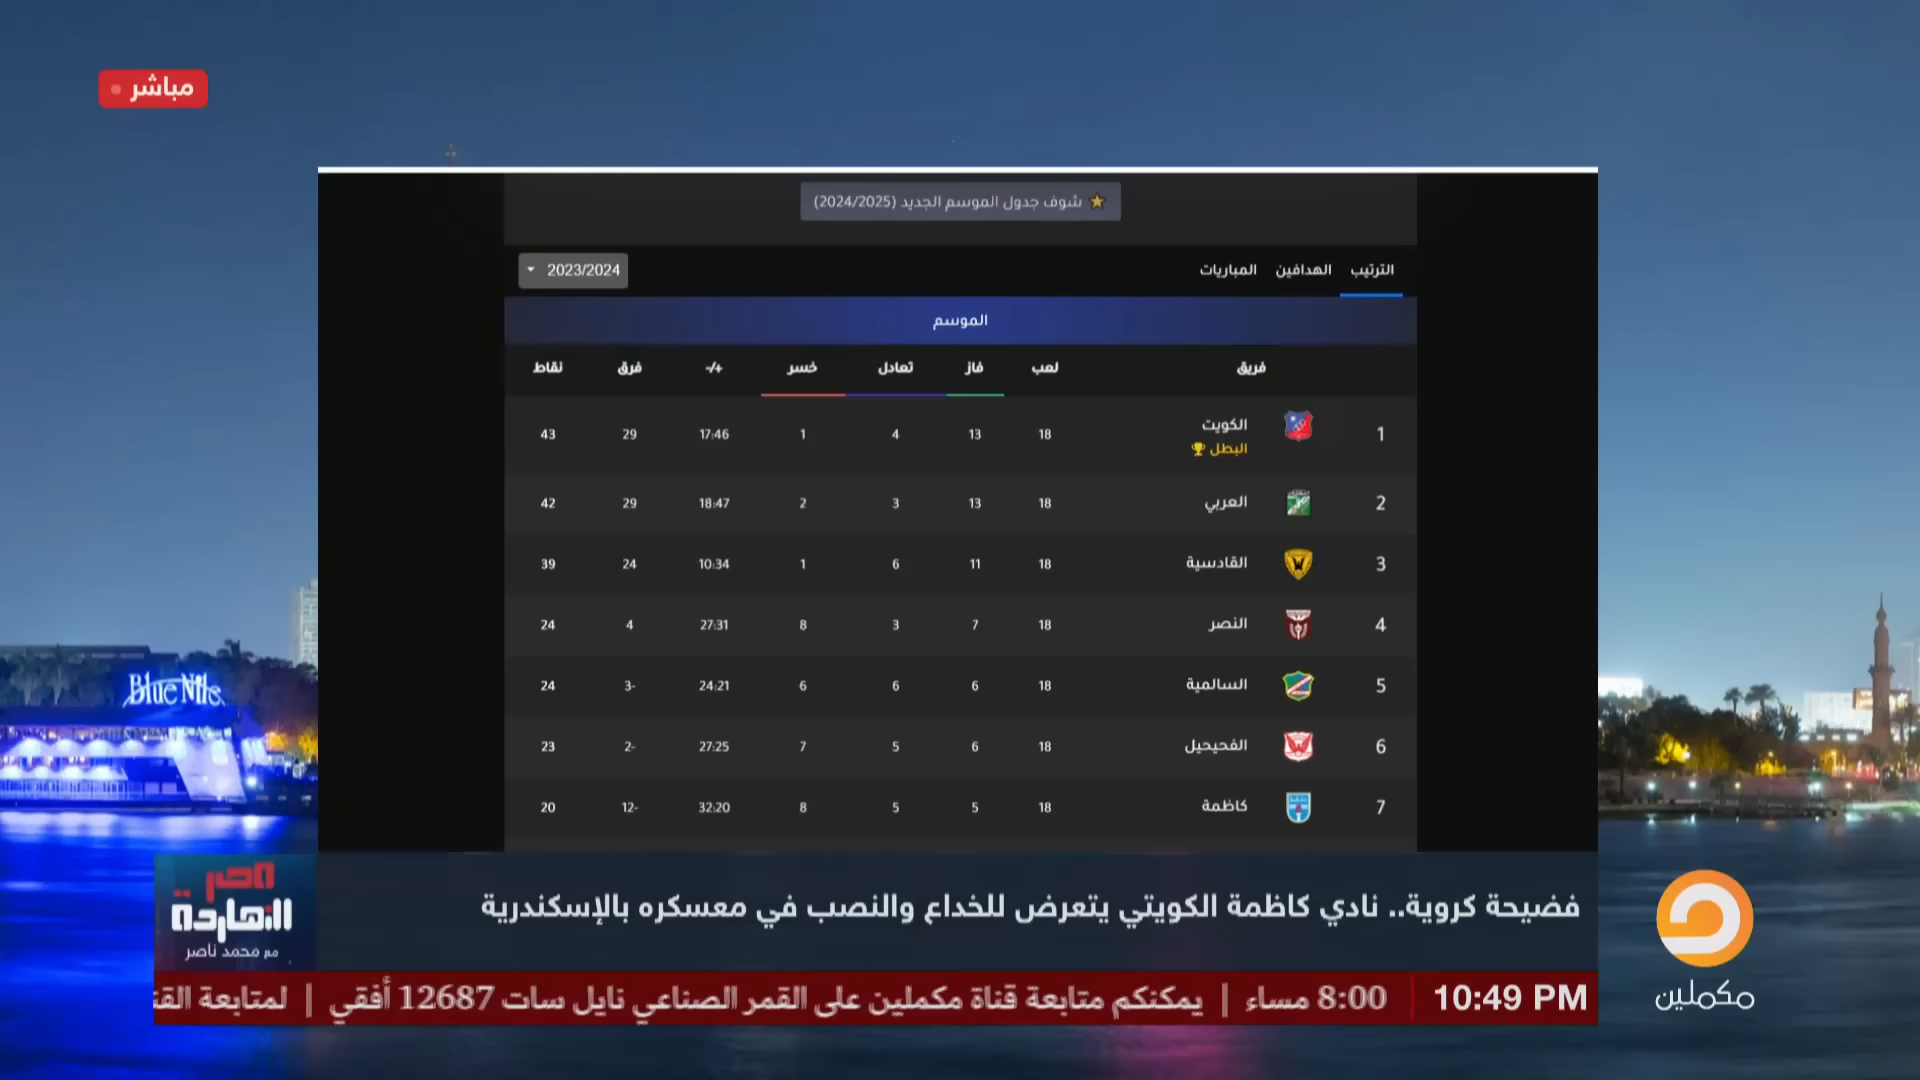 مباشر
شوف جدول الموسم الجديد (2024/2025)
الترتيب الهدافين المباريات 2023/2024
الموسم
فريق لعب فاز تعادل خسر +/- فرق نقاط
1 الكويت 18 13 4 1 17:46 29 43
البطل
2 العربي 18 13 3 2 18:47 29 42
3 القادسية 18 11 6 1 10:34 24 39
4 النصر 18 7 3 8 27:31 4 24
5 السالمية 18 6 6 6 24:21 3- 24
6 الفحيحيل 18 6 5 7 27:25 2- 23
7 كاظمة 18 5 5 8 32:20 12- 20
Blue Nile
فضيحة كروية.. نادي كاظمة الكويتي يتعرض للخداع والنصب في معسكره بالإسكندرية
مصر
النهاردة
مع محمد ناصر
10:49 PM
8:00 مساء | يمكنكم متابعة قناة مكملين على القمر الصناعي نايل سات 12687 أفقي | لمتابعة
مكملين